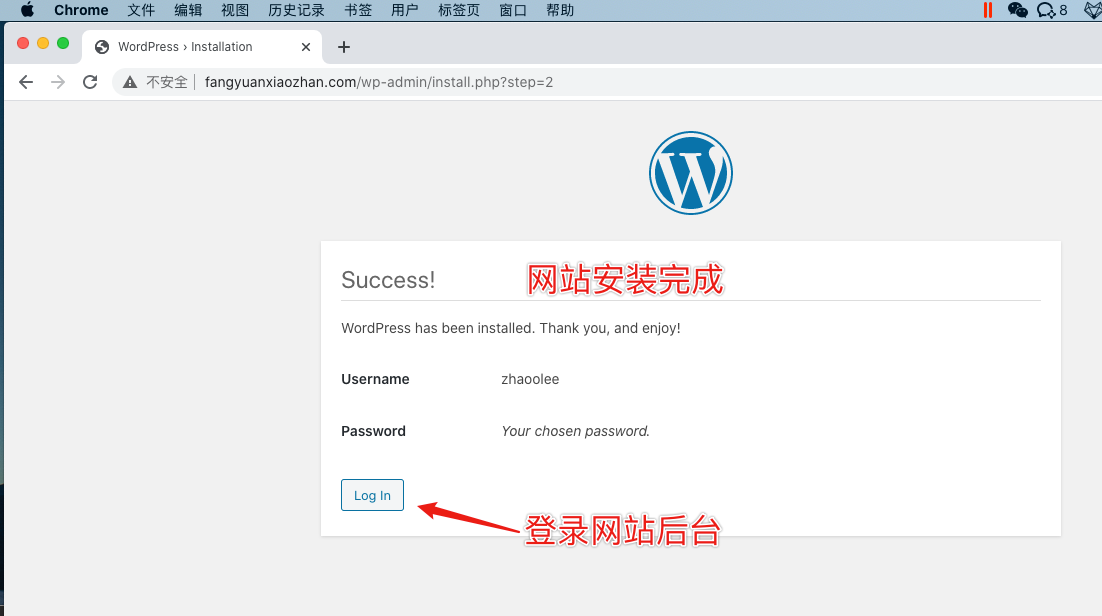 Chrome 文件 编辑 视图 历史记录 书签 用户 标签页 窗口 帮助 8
WordPress › Installation
不安全 fangyuanxiaozhan.com/wp-admin/install.php?step=2
Success!
网站安装完成
WordPress has been installed. Thank you, and enjoy!
Username zhaoolee
Password Your chosen password.
Log In
登录网站后台